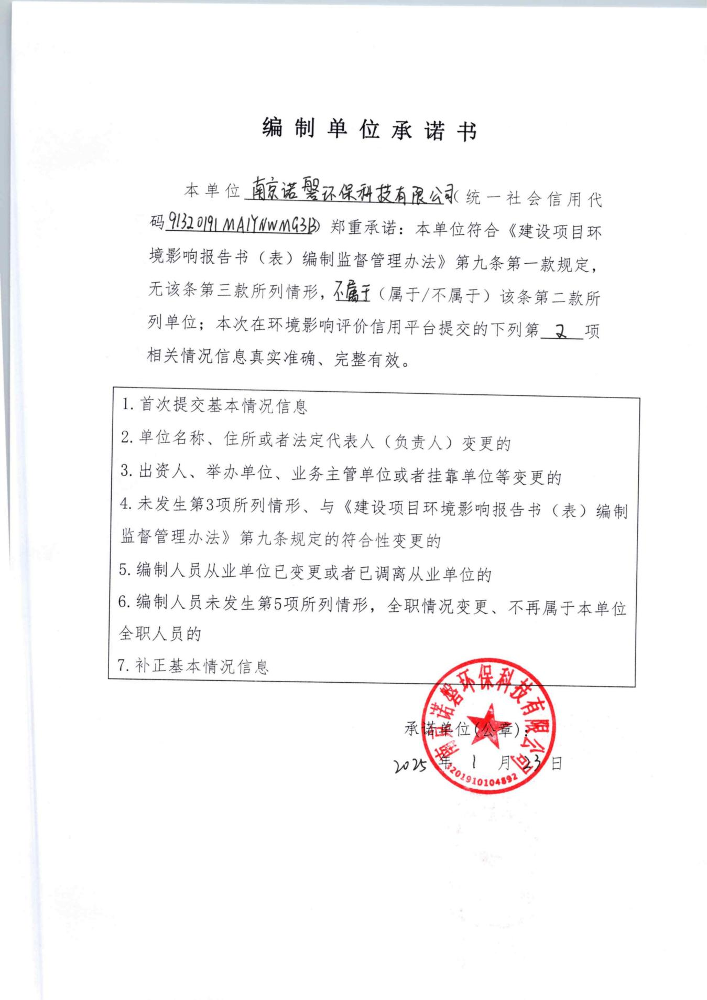 编制单位承诺书
本单位南京诺磐环保科技有限公司(统一社会信用代
码91320191MA1YNWMG3B)郑重承诺：本单位符合《建设项目环
境影响报告书（表）编制监督管理办法》第九条第一款规定，
无该条第三款所列情形，不属于（属于/不属于）该条第二款所
列单位；本次在环境影响评价信用平台提交的下列第2项
相关情况信息真实准确、完整有效。
1.首次提交基本情况信息
2.单位名称、住所或者法定代表人（负责人）变更的
3.出资人、举办单位、业务主管单位或者挂靠单位等变更的
4.未发生第3项所列情形、与《建设项目环境影响报告书（表）编制
监督管理办法》第九条规定的符合性变更的
5.编制人员从业单位已变更或者已调离从业单位的
6.编制人员未发生第5项所列情形，全职情况变更、不再属于本单位
全职人员的
7.补正基本情况信息
承诺单位(公章)：
2025年1月23日
南京诺磐环保科技有限公司
3201910104892